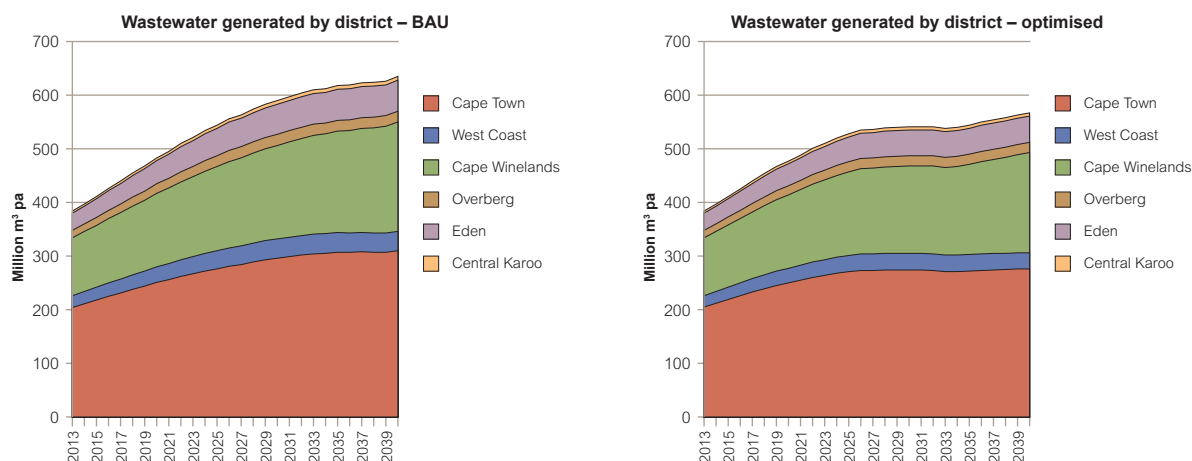 Wastewater generated by district – BAU
Million m³ pa
700
600
500
400
300
200
100
0
2013
2015
2017
2019
2021
2023
2025
2027
2029
2031
2033
2035
2037
2039
Cape Town
West Coast
Cape Winelands
Overberg
Eden
Central Karoo
Wastewater generated by district – optimised
Million m³ pa
700
600
500
400
300
200
100
0
2013
2015
2017
2019
2021
2023
2025
2027
2029
2031
2033
2035
2037
2039
Cape Town
West Coast
Cape Winelands
Overberg
Eden
Central Karoo